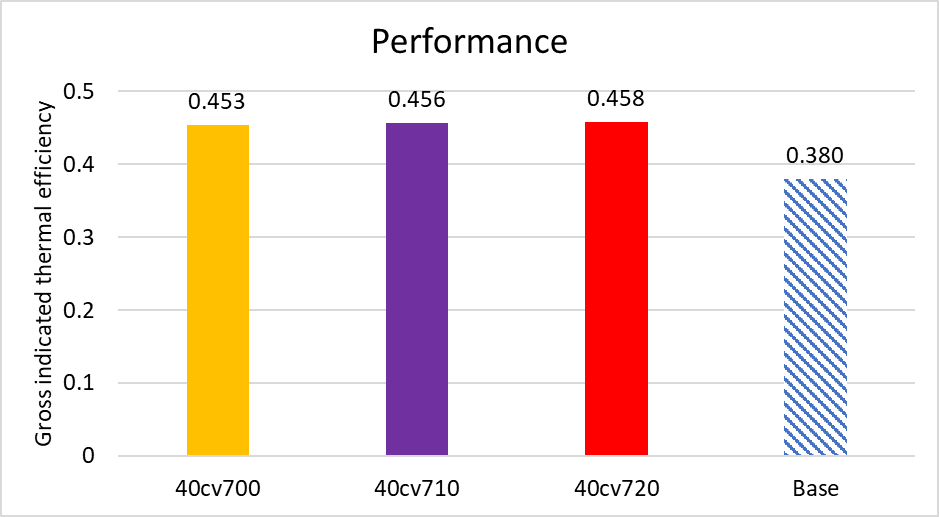 Performance
Gross indicated thermal efficiency
0.5
0.4
0.3
0.2
0.1
0
0.453
0.456
0.458
0.380
40cv700
40cv710
40cv720
Base